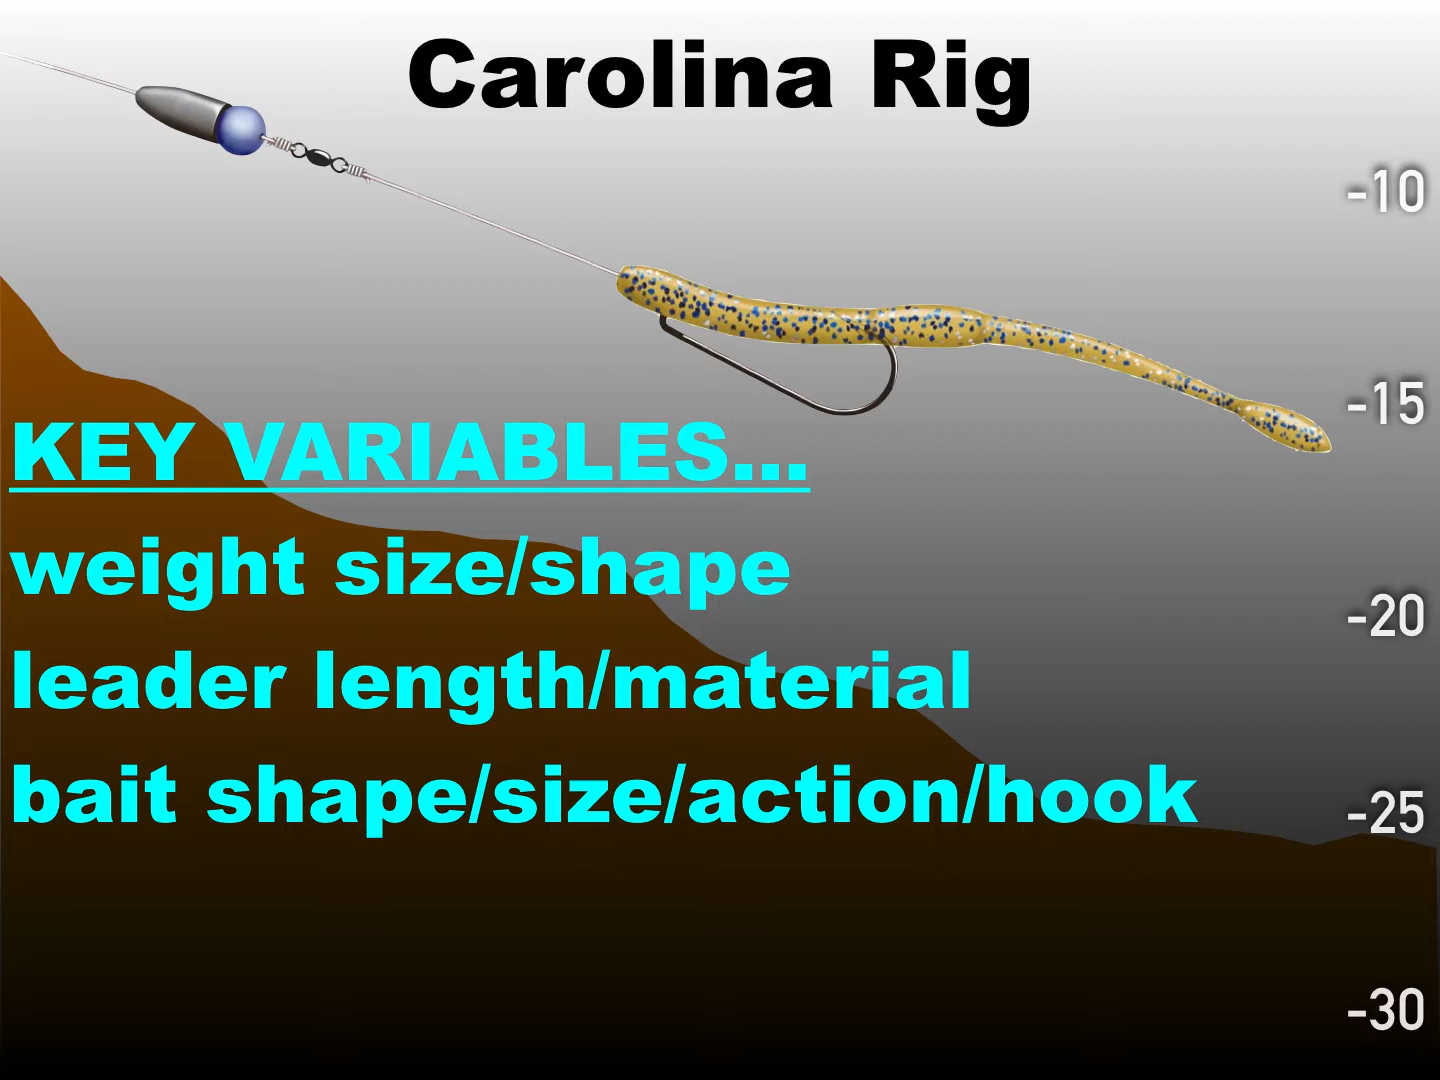 Carolina Rig
-10
-15
KEY VARIABLES...
weight size/shape
-20
leader length/material
bait shape/size/action/hook
-25
-30